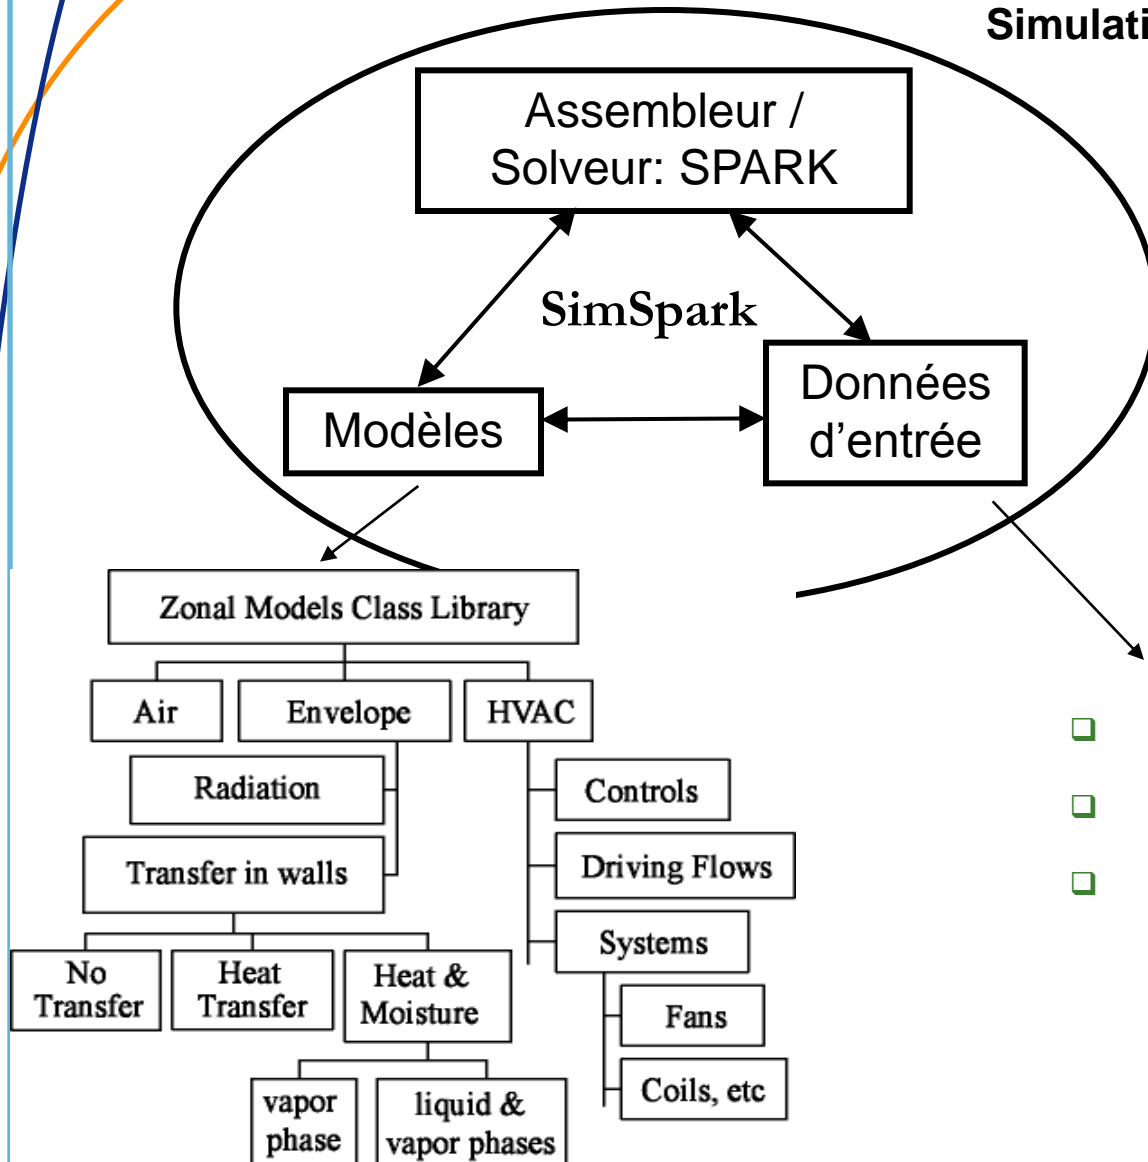 Simulati
Assembleur /
Solveur: SPARK
SimSpark
Modèles
Données
d'entrée
Zonal Models Class Library
Air
Envelope
HVAC
Radiation
Controls
Transfer in walls
Driving Flows
Systems
No
Transfer
Heat
Transfer
Heat &
Moisture
Fans
Coils, etc
vapor
phase
liquid &
vapor phases